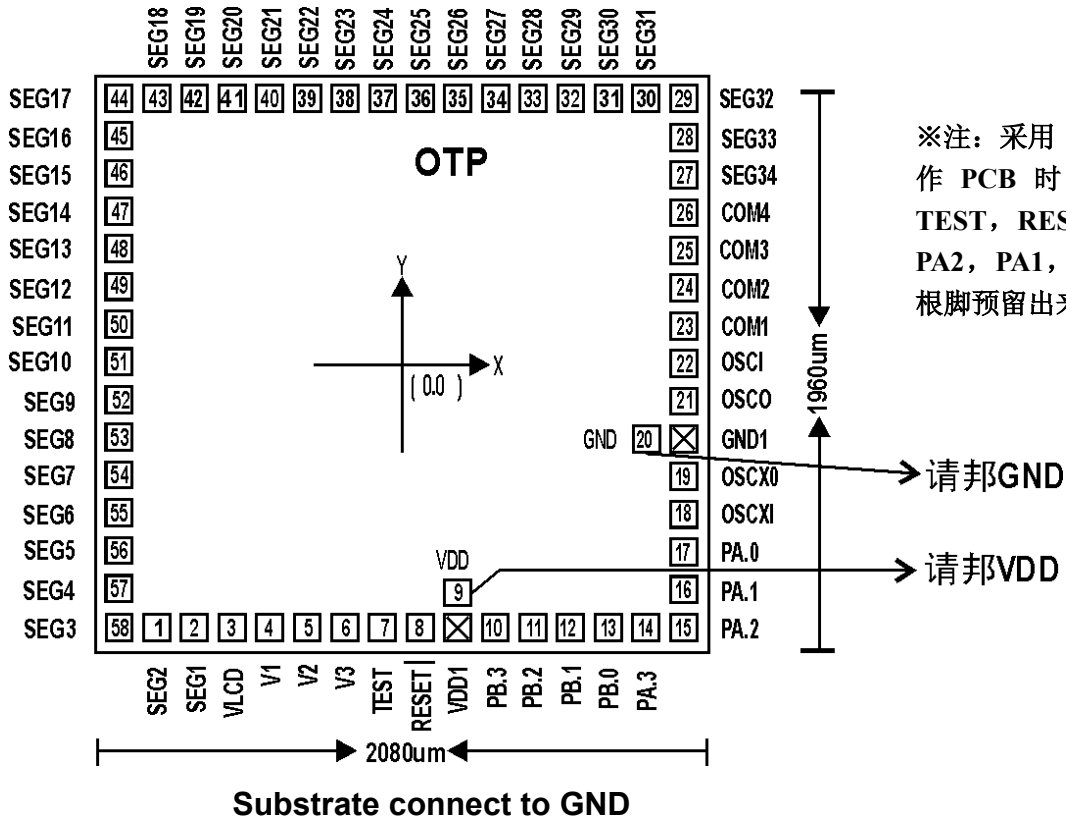 SEG18 SEG19 SEG20 SEG21 SEG22 SEG23 SEG24 SEG25 SEG26 SEG27 SEG28 SEG29 SEG30 SEG31
SEG17 44 43 42 41 40 39 38 37 36 35 34 33 32 31 30 29 SEG32
SEG16 45 28 SEG33
SEG15 46 OTP 27 SEG34
SEG14 47 26 COM4
SEG13 48 25 COM3
Y
SEG12 49 24 COM2
SEG11 50 23 COM1
SEG10 51 X 22 OSCI
( 0.0 )
SEG9 52 21 OSCO
SEG8 53 GND 20 GND1
SEG7 54 19 OSCX0
SEG6 55 18 OSCXI
SEG5 56 17 PA.0
VDD
SEG4 57 9 16 PA.1
SEG3 58 1 2 3 4 5 6 7 8 10 11 12 13 14 15 PA.2
SEG2 SEG1 VLCD V1 V2 V3 TEST RESET VDD1 PB.3 PB.2 PB.1 PB.0 PA.3
2080um
1960um
Substrate connect to GND
※注：采用
作 PCB 时
TEST，RES
PA2，PA1，
根脚预留出来
请邦GND
请邦VDD